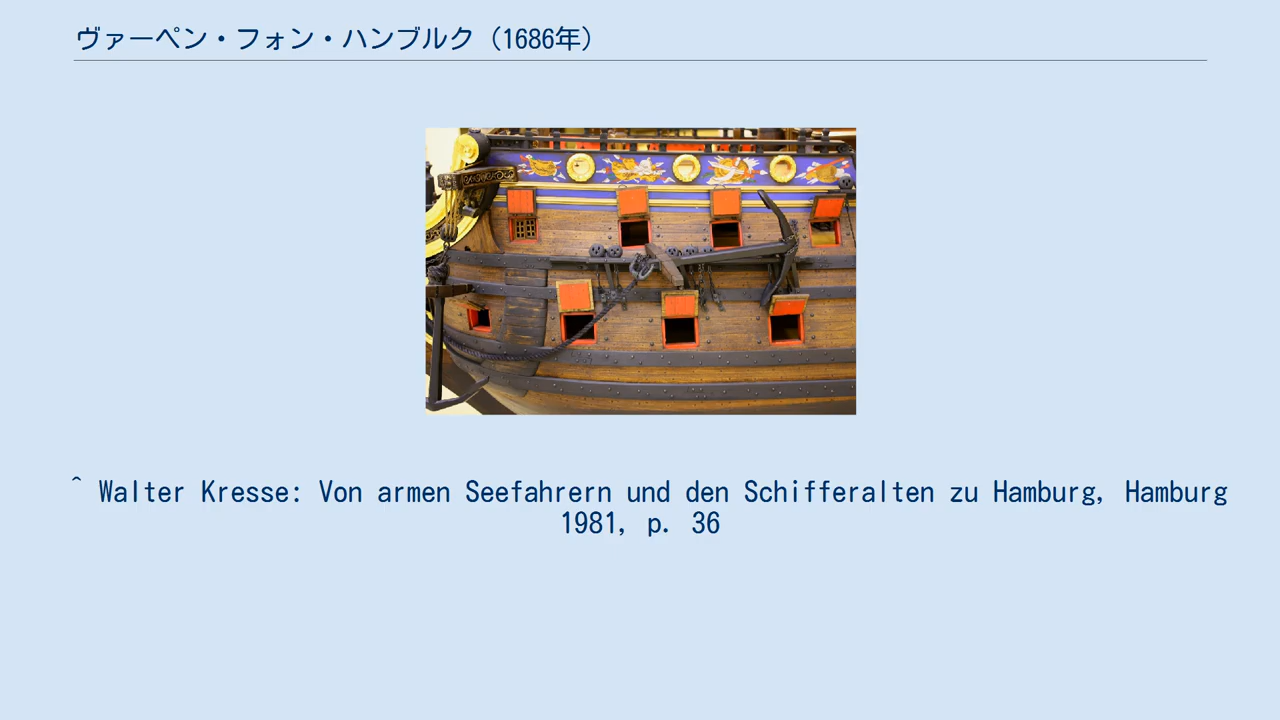 ヴァーペン・フォン・ハンブルク（1686年）
^ Walter Kresse: Von armen Seefahrern und den Schifferalten zu Hamburg, Hamburg
1981, p. 36